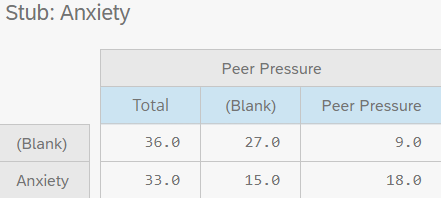 Stub: Anxiety
Peer Pressure
Total (Blank) Peer Pressure
(Blank) 36.0 27.0 9.0
Anxiety 33.0 15.0 18.0